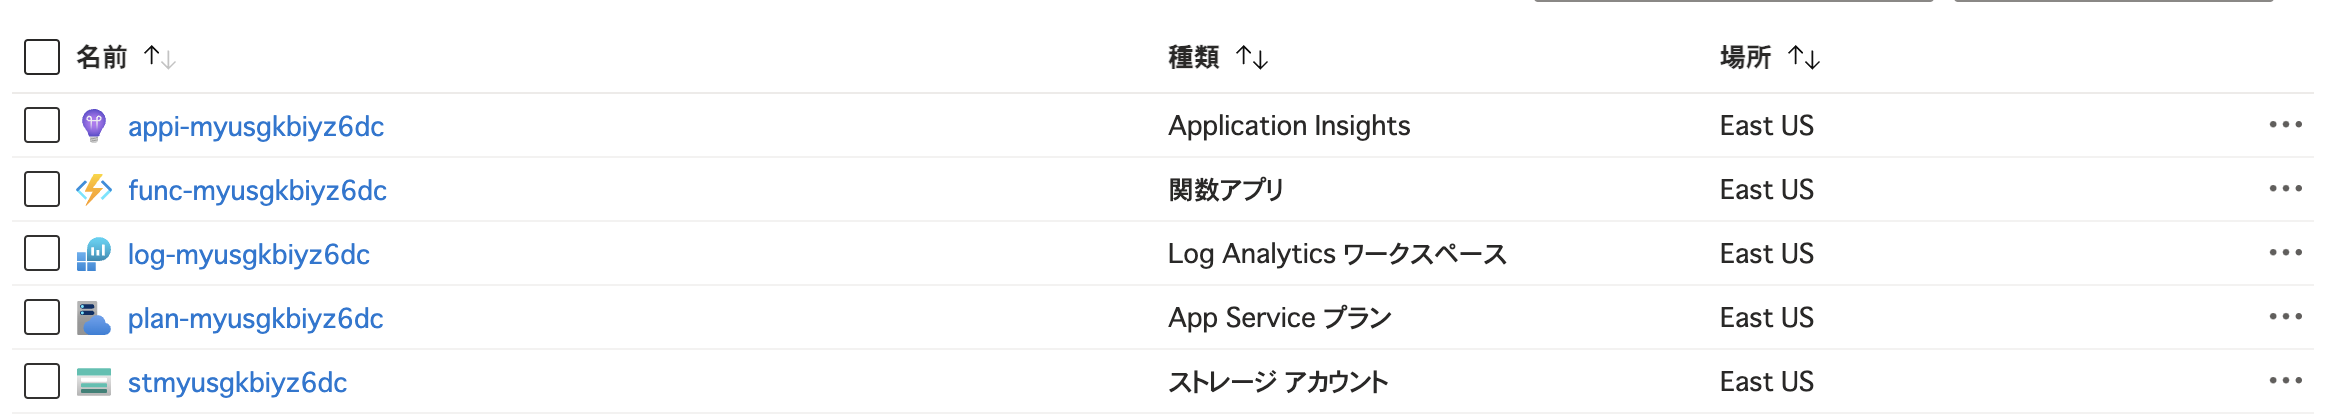 名前 ↑↓ 種類 ↑↓ 場所 ↑↓
appi-myusgkbiyz6dc Application Insights East US ...
func-myusgkbiyz6dc 関数アプリ East US ...
log-myusgkbiyz6dc Log Analytics ワークスペース East US ...
plan-myusgkbiyz6dc App Service プラン East US ...
stmyusgkbiyz6dc ストレージ アカウント East US ...